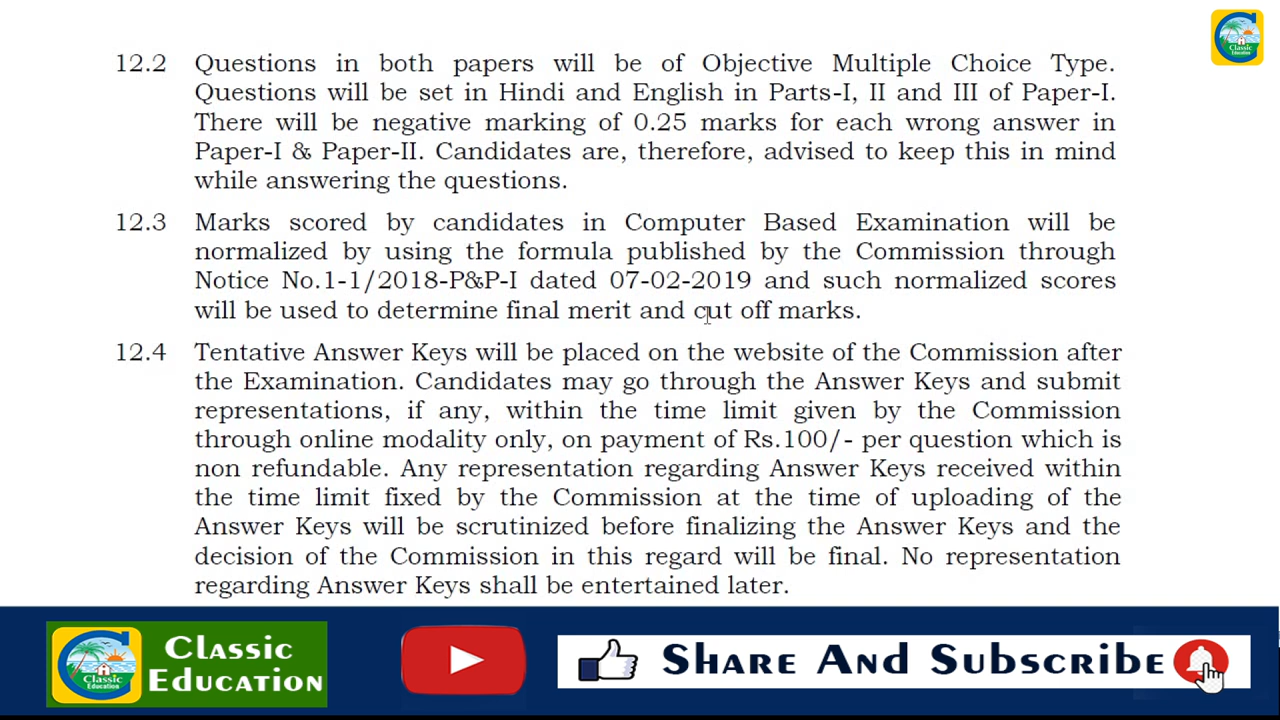 Classic
Education
12.2 Questions in both papers will be of Objective Multiple Choice Type.
Questions will be set in Hindi and English in Parts-I, II and III of Paper-I.
There will be negative marking of 0.25 marks for each wrong answer in
Paper-I & Paper-II. Candidates are, therefore, advised to keep this in mind
while answering the questions.
12.3 Marks scored by candidates in Computer Based Examination will be
normalized by using the formula published by the Commission through
Notice No.1-1/2018-P&P-I dated 07-02-2019 and such normalized scores
will be used to determine final merit and cut off marks.
12.4 Tentative Answer Keys will be placed on the website of the Commission after
the Examination. Candidates may go through the Answer Keys and submit
representations, if any, within the time limit given by the Commission
through online modality only, on payment of Rs.100/- per question which is
non refundable. Any representation regarding Answer Keys received within
the time limit fixed by the Commission at the time of uploading of the
Answer Keys will be scrutinized before finalizing the Answer Keys and the
decision of the Commission in this regard will be final. No representation
regarding Answer Keys shall be entertained later.
Classic
Education
Classic
Education
Share And Subscribe